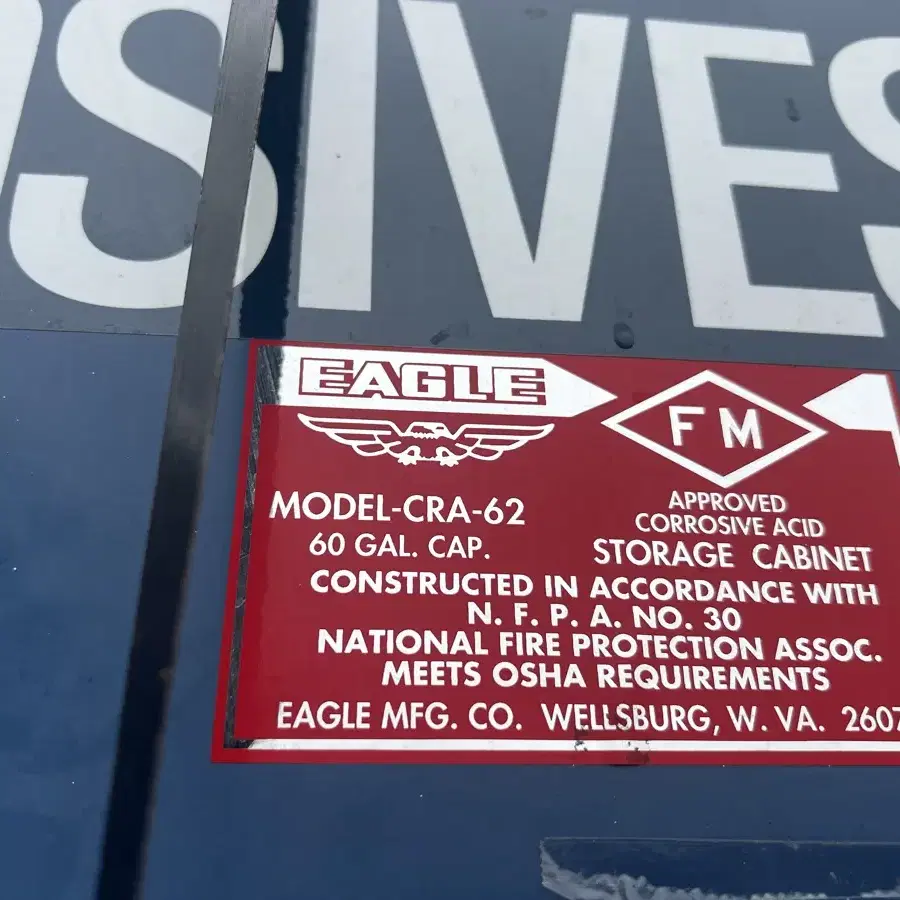 OSIVES
EAGLE
FM
MODEL-CRA-62
60 GAL. CAP.
APPROVED
CORROSIVE ACID
STORAGE CABINET
CONSTRUCTED IN ACCORDANCE WITH
N. F. P. A. NO. 30
NATIONAL FIRE PROTECTION ASSOC.
MEETS OSHA REQUIREMENTS
EAGLE MFG. CO. WELLSBURG, W. VA. 2607